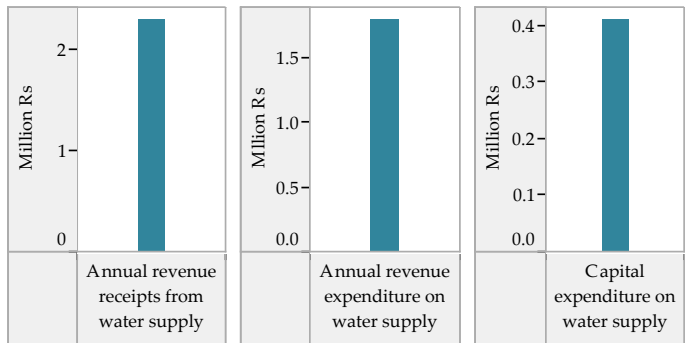 Million Rs
2
1
0
Annual revenue
receipts from
water supply
Mllion Rs
1.5
1.0
0.5
0.0
Annual revenue
expenditure on
water supply
Million Rs
0.4
0.3
0.2
0.1
0.0
Capital
expenditure on
water supply